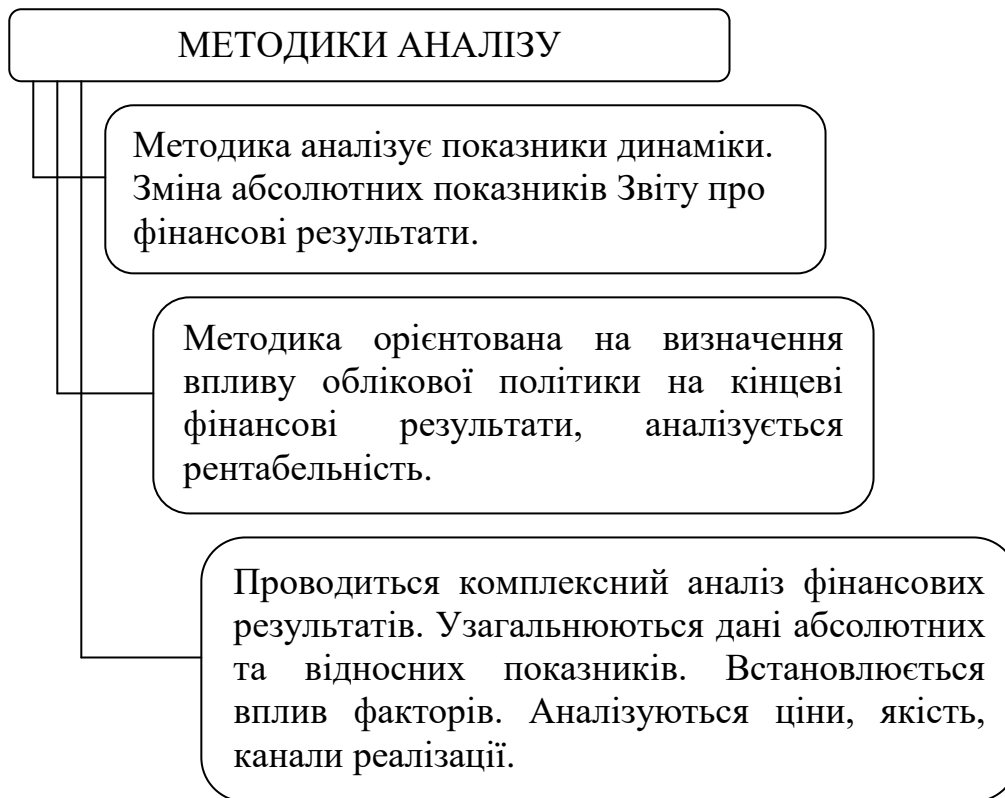 МЕТОДИКИ АНАЛІЗУ
Методика аналізує показники динаміки.
Зміна абсолютних показників Звіту про
фінансові результати.
Методика орієнтована на визначення
впливу облікової політики на кінцеві
фінансові результати, аналізується
рентабельність.
Проводиться комплексний аналіз фінансових
результатів. Узагальнюються дані абсолютних
та відносних показників. Встановлюється
вплив факторів. Аналізуються ціни, якість,
канали реалізації.